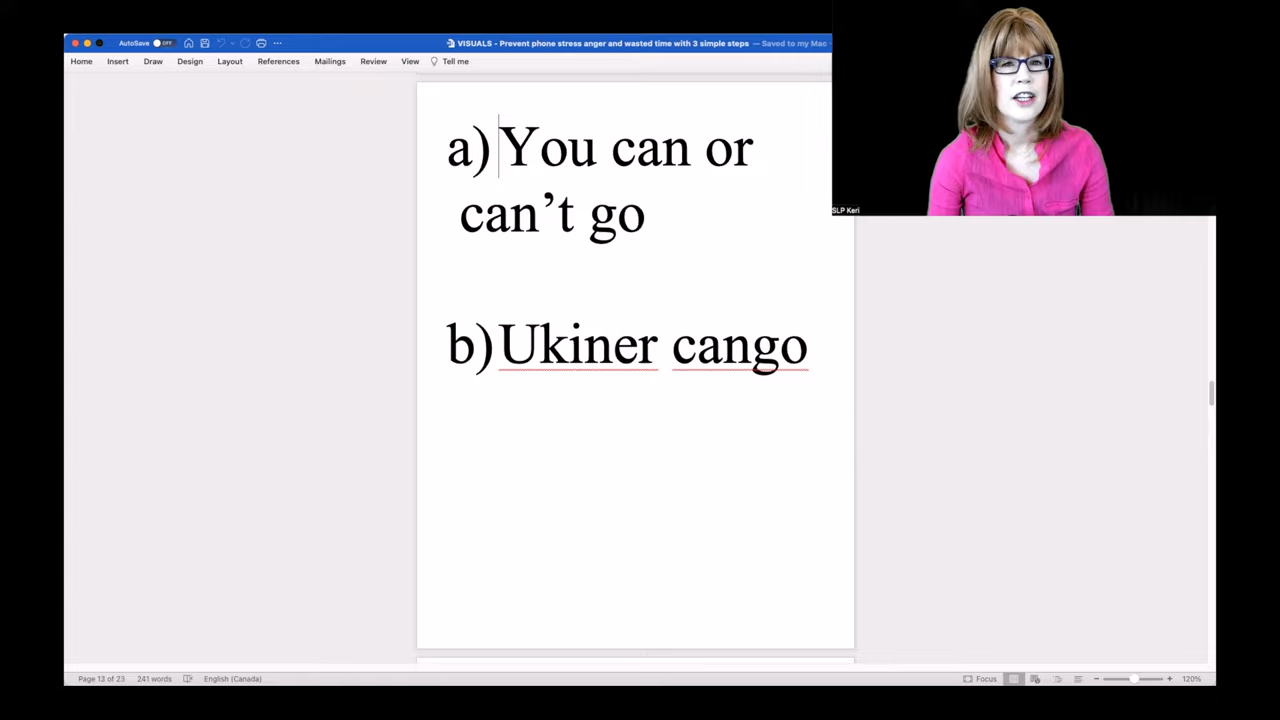 AutoSave OFF
VISUALS - Prevent phone stress anger and wasted time with 3 simple steps — Saved to my Mac
Home Insert Draw Design Layout References Mailings Review View Tell me
a) You can or
can’t go
b) Ukiner cango
SLP Keri
Page 13 of 23 241 words English (Canada) Focus 120%